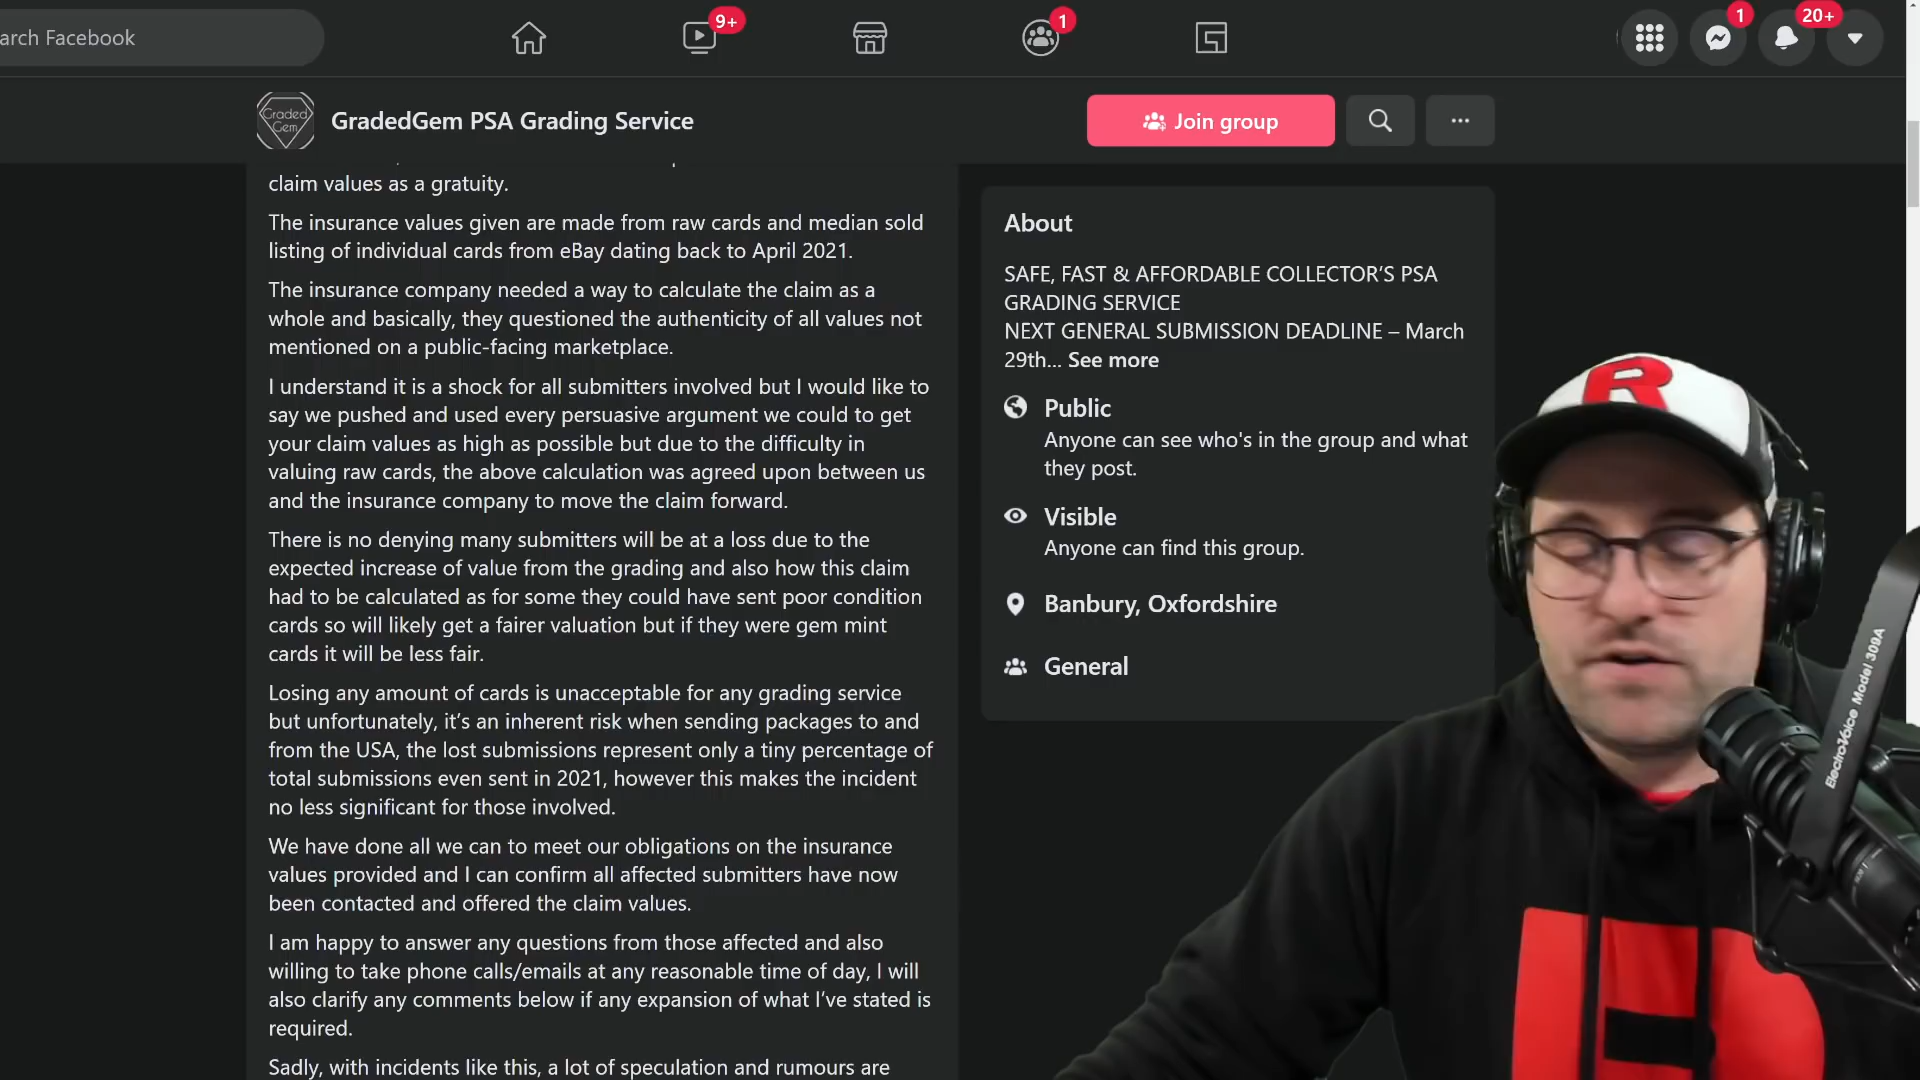 arch Facebook
9+
1
1
20+
Graded
Gem
GradedGem PSA Grading Service
Join group
claim values as a gratuity.
The insurance values given are made from raw cards and median sold
listing of individual cards from eBay dating back to April 2021.
The insurance company needed a way to calculate the claim as a
whole and basically, they questioned the authenticity of all values not
mentioned on a public-facing marketplace.
I understand it is a shock for all submitters involved but I would like to
say we pushed and used every persuasive argument we could to get
your claim values as high as possible but due to the difficulty in
valuing raw cards, the above calculation was agreed upon between us
and the insurance company to move the claim forward.
There is no denying many submitters will be at a loss due to the
expected increase of value from the grading and also how this claim
had to be calculated as for some they could have sent poor condition
cards so will likely get a fairer valuation but if they were gem mint
cards it will be less fair.
Losing any amount of cards is unacceptable for any grading service
but unfortunately, it's an inherent risk when sending packages to and
from the USA, the lost submissions represent only a tiny percentage of
total submissions even sent in 2021, however this makes the incident
no less significant for those involved.
We have done all we can to meet our obligations on the insurance
values provided and I can confirm all affected submitters have now
been contacted and offered the claim values.
I am happy to answer any questions from those affected and also
willing to take phone calls/emails at any reasonable time of day, I will
also clarify any comments below if any expansion of what I've stated is
required.
Sadly, with incidents like this, a lot of speculation and rumours are
About
SAFE, FAST & AFFORDABLE COLLECTOR'S PSA
GRADING SERVICE
NEXT GENERAL SUBMISSION DEADLINE – March
29th... See more
Public
Anyone can see who's in the group and what
they post.
Visible
Anyone can find this group.
Banbury, Oxfordshire
General
R
ElectroVoice Model 309A